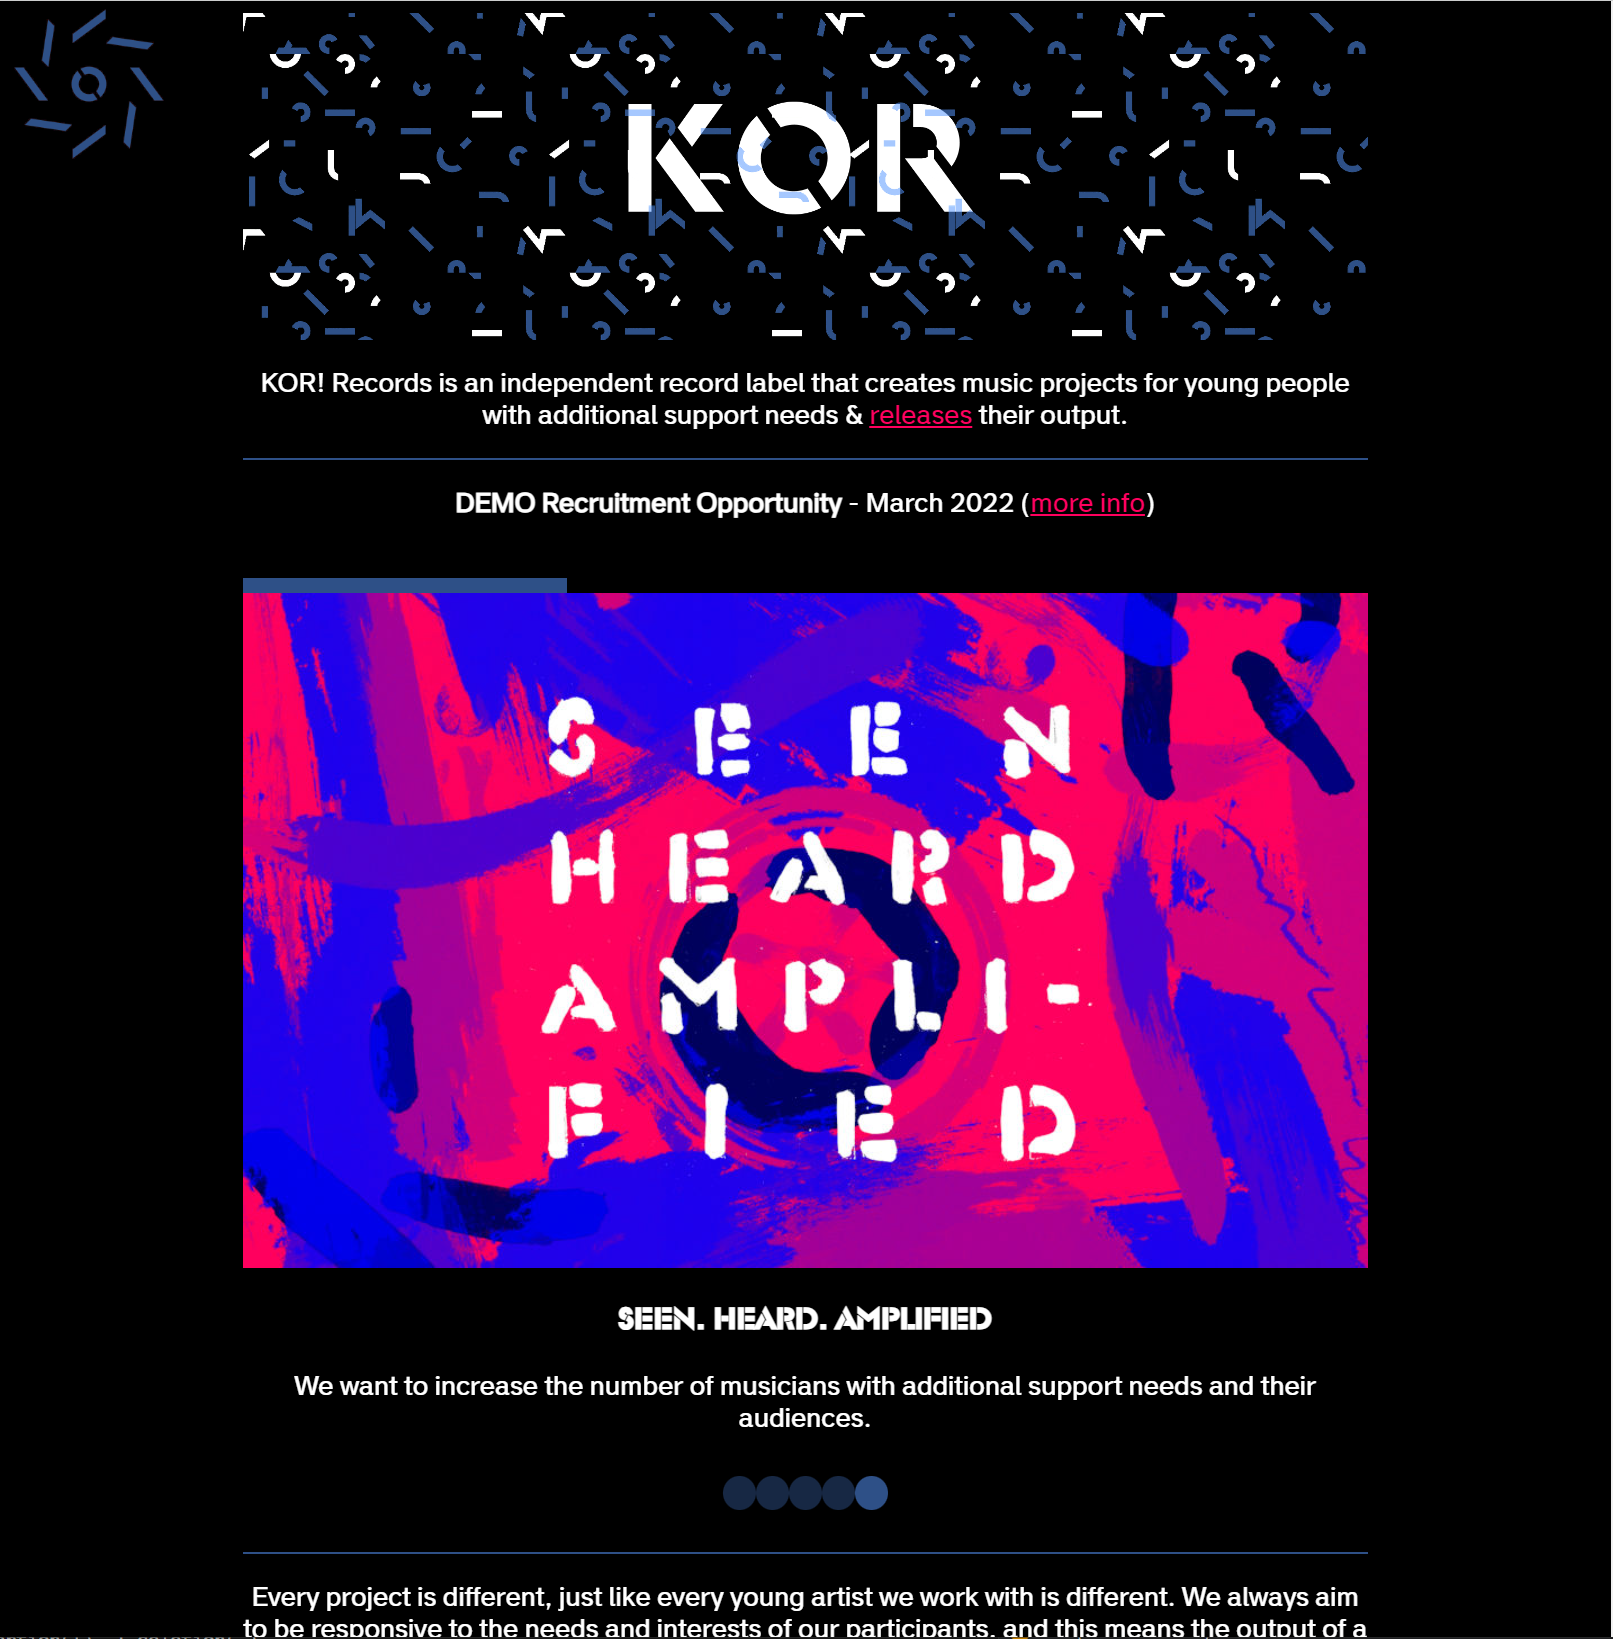 KOR
KOR! Records is an independent record label that creates music projects for young people
with additional support needs & releases their output.
DEMO Recruitment Opportunity - March 2022 (more info)
SEEN
HEARD
AMPLI-
FIED
SEEN. HEARD. AMPLIFIED
We want to increase the number of musicians with additional support needs and their
audiences.
Every project is different, just like every young artist we work with is different. We always aim
to be responsive to the needs and interests of our participants, and this means the output of a